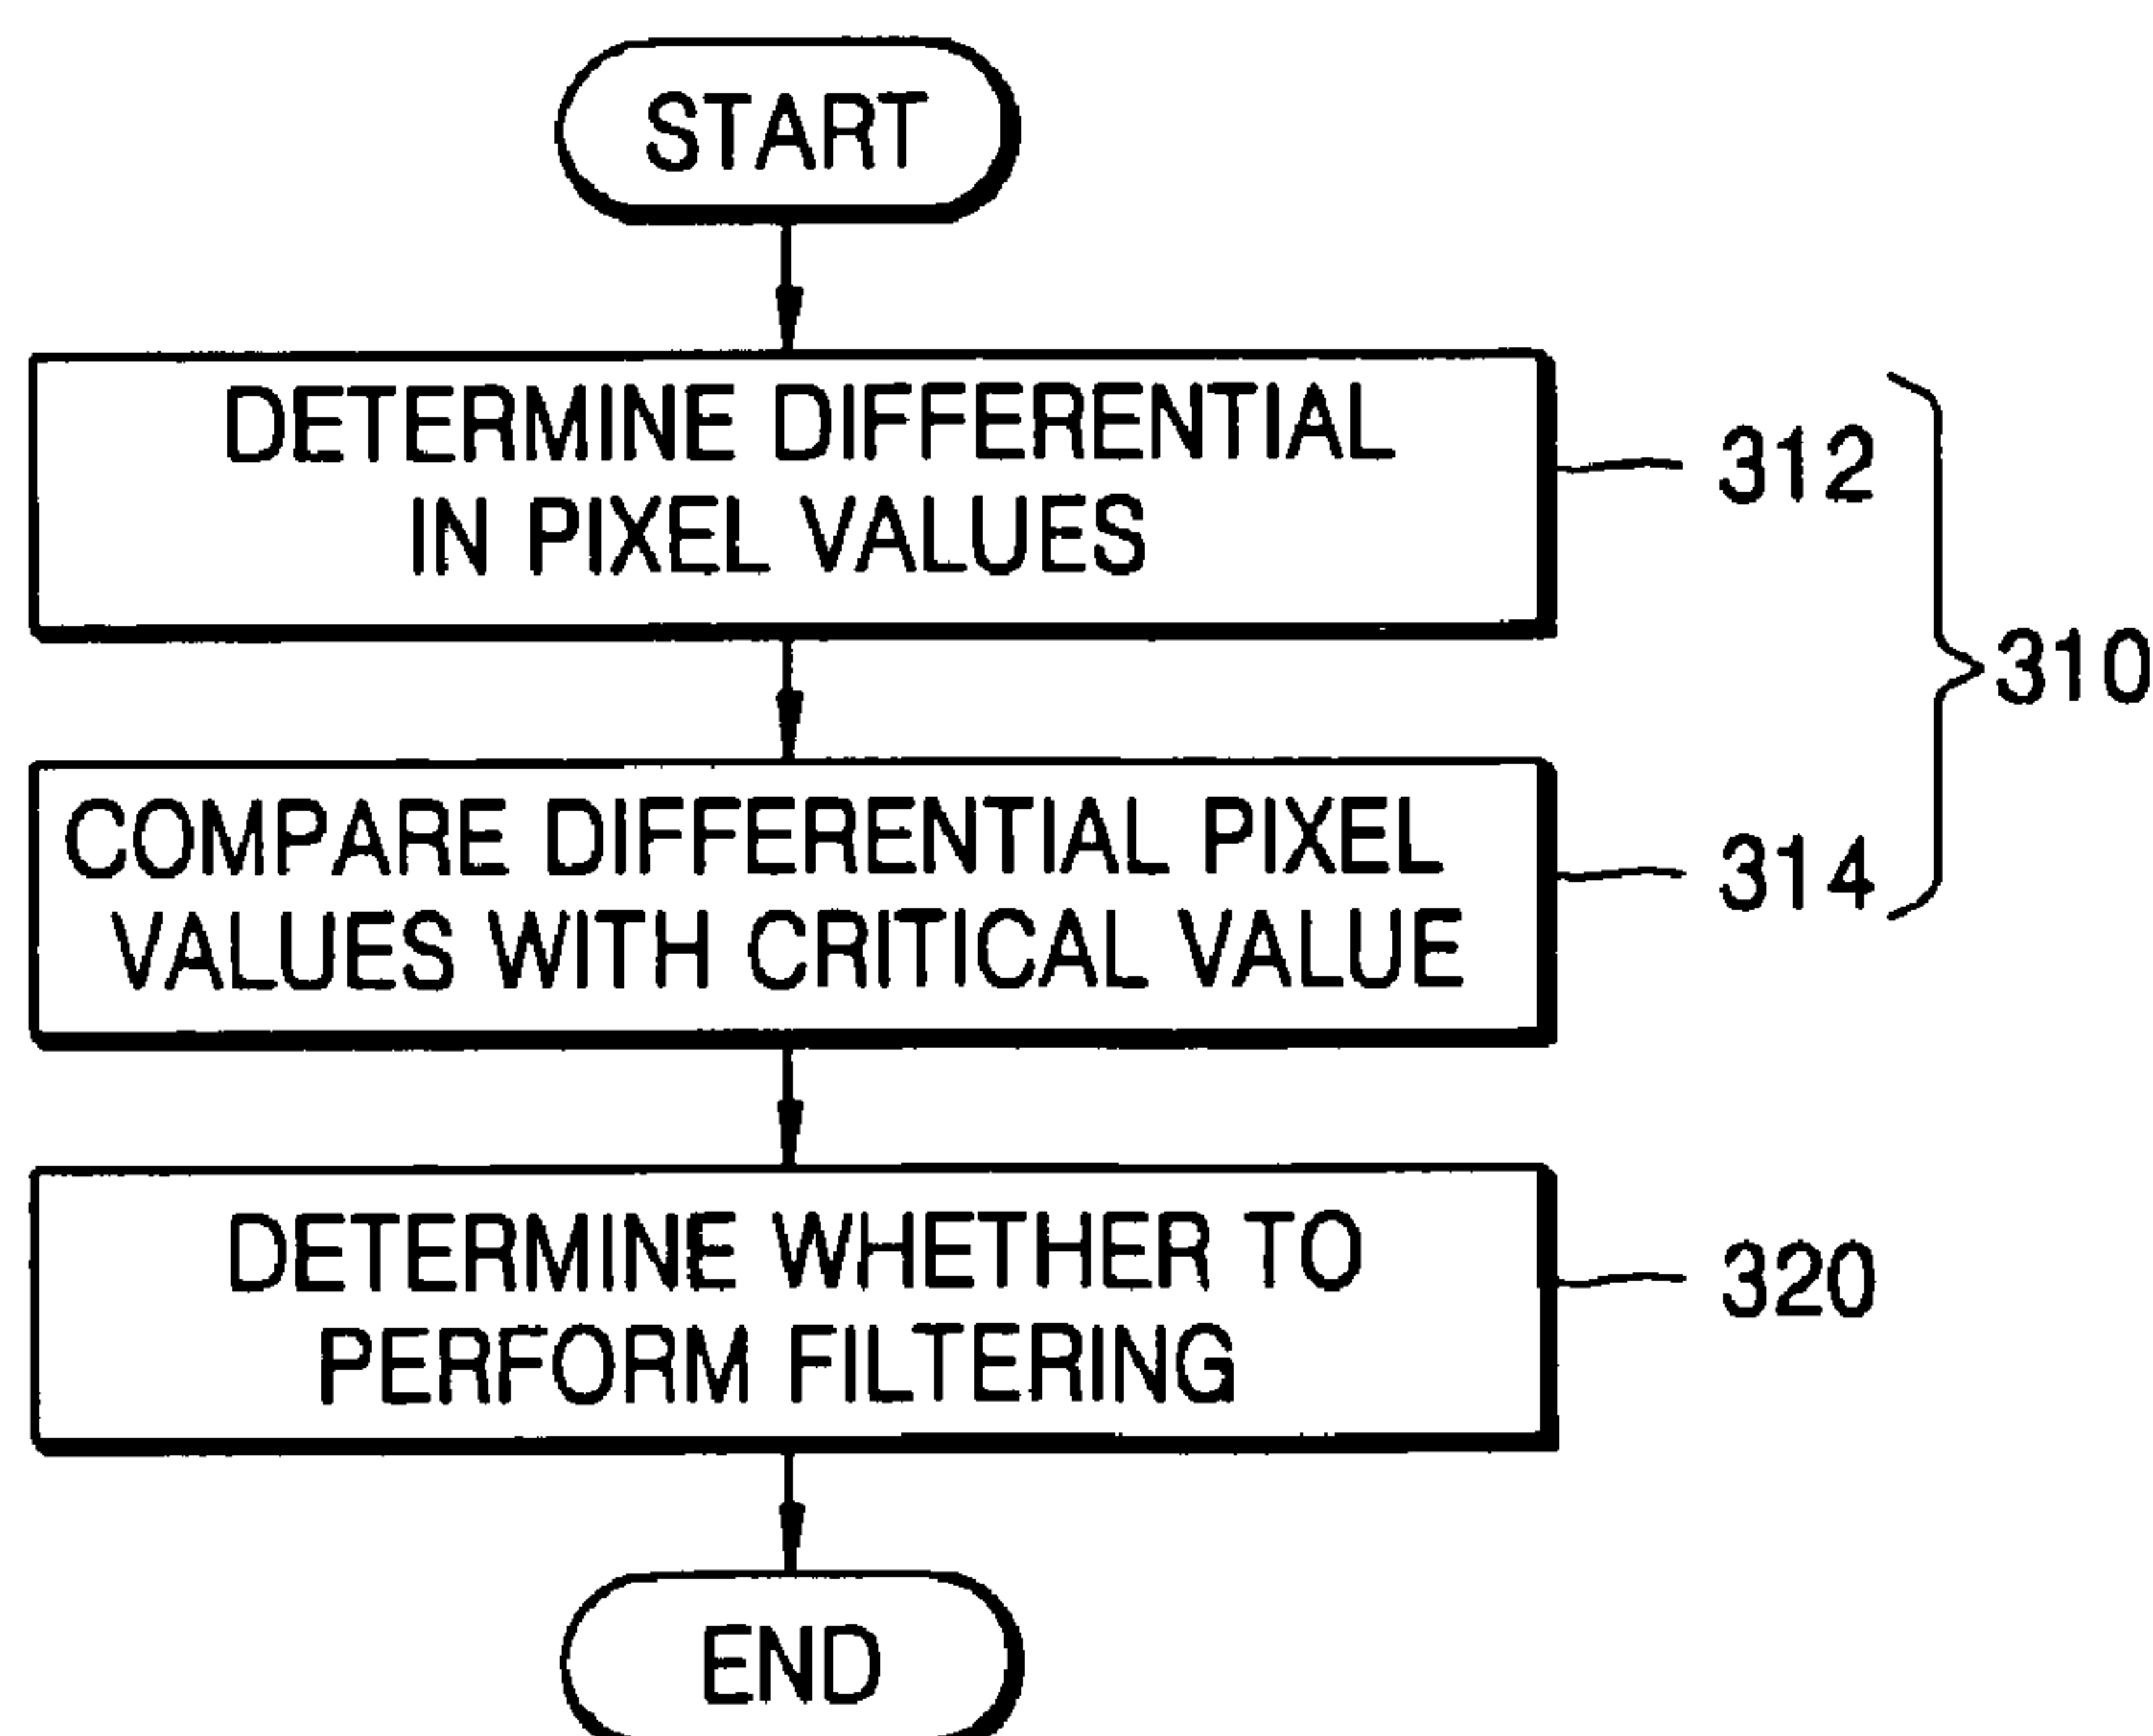 START
DETERMINE DIFFERENTIAL
IN PIXEL VALUES
312
310
COMPARE DIFFERENTIAL PIXEL
VALUES WITH CRITICAL VALUE
314
DETERMINE WHETHER TO
PERFORM FILTERING
320
END